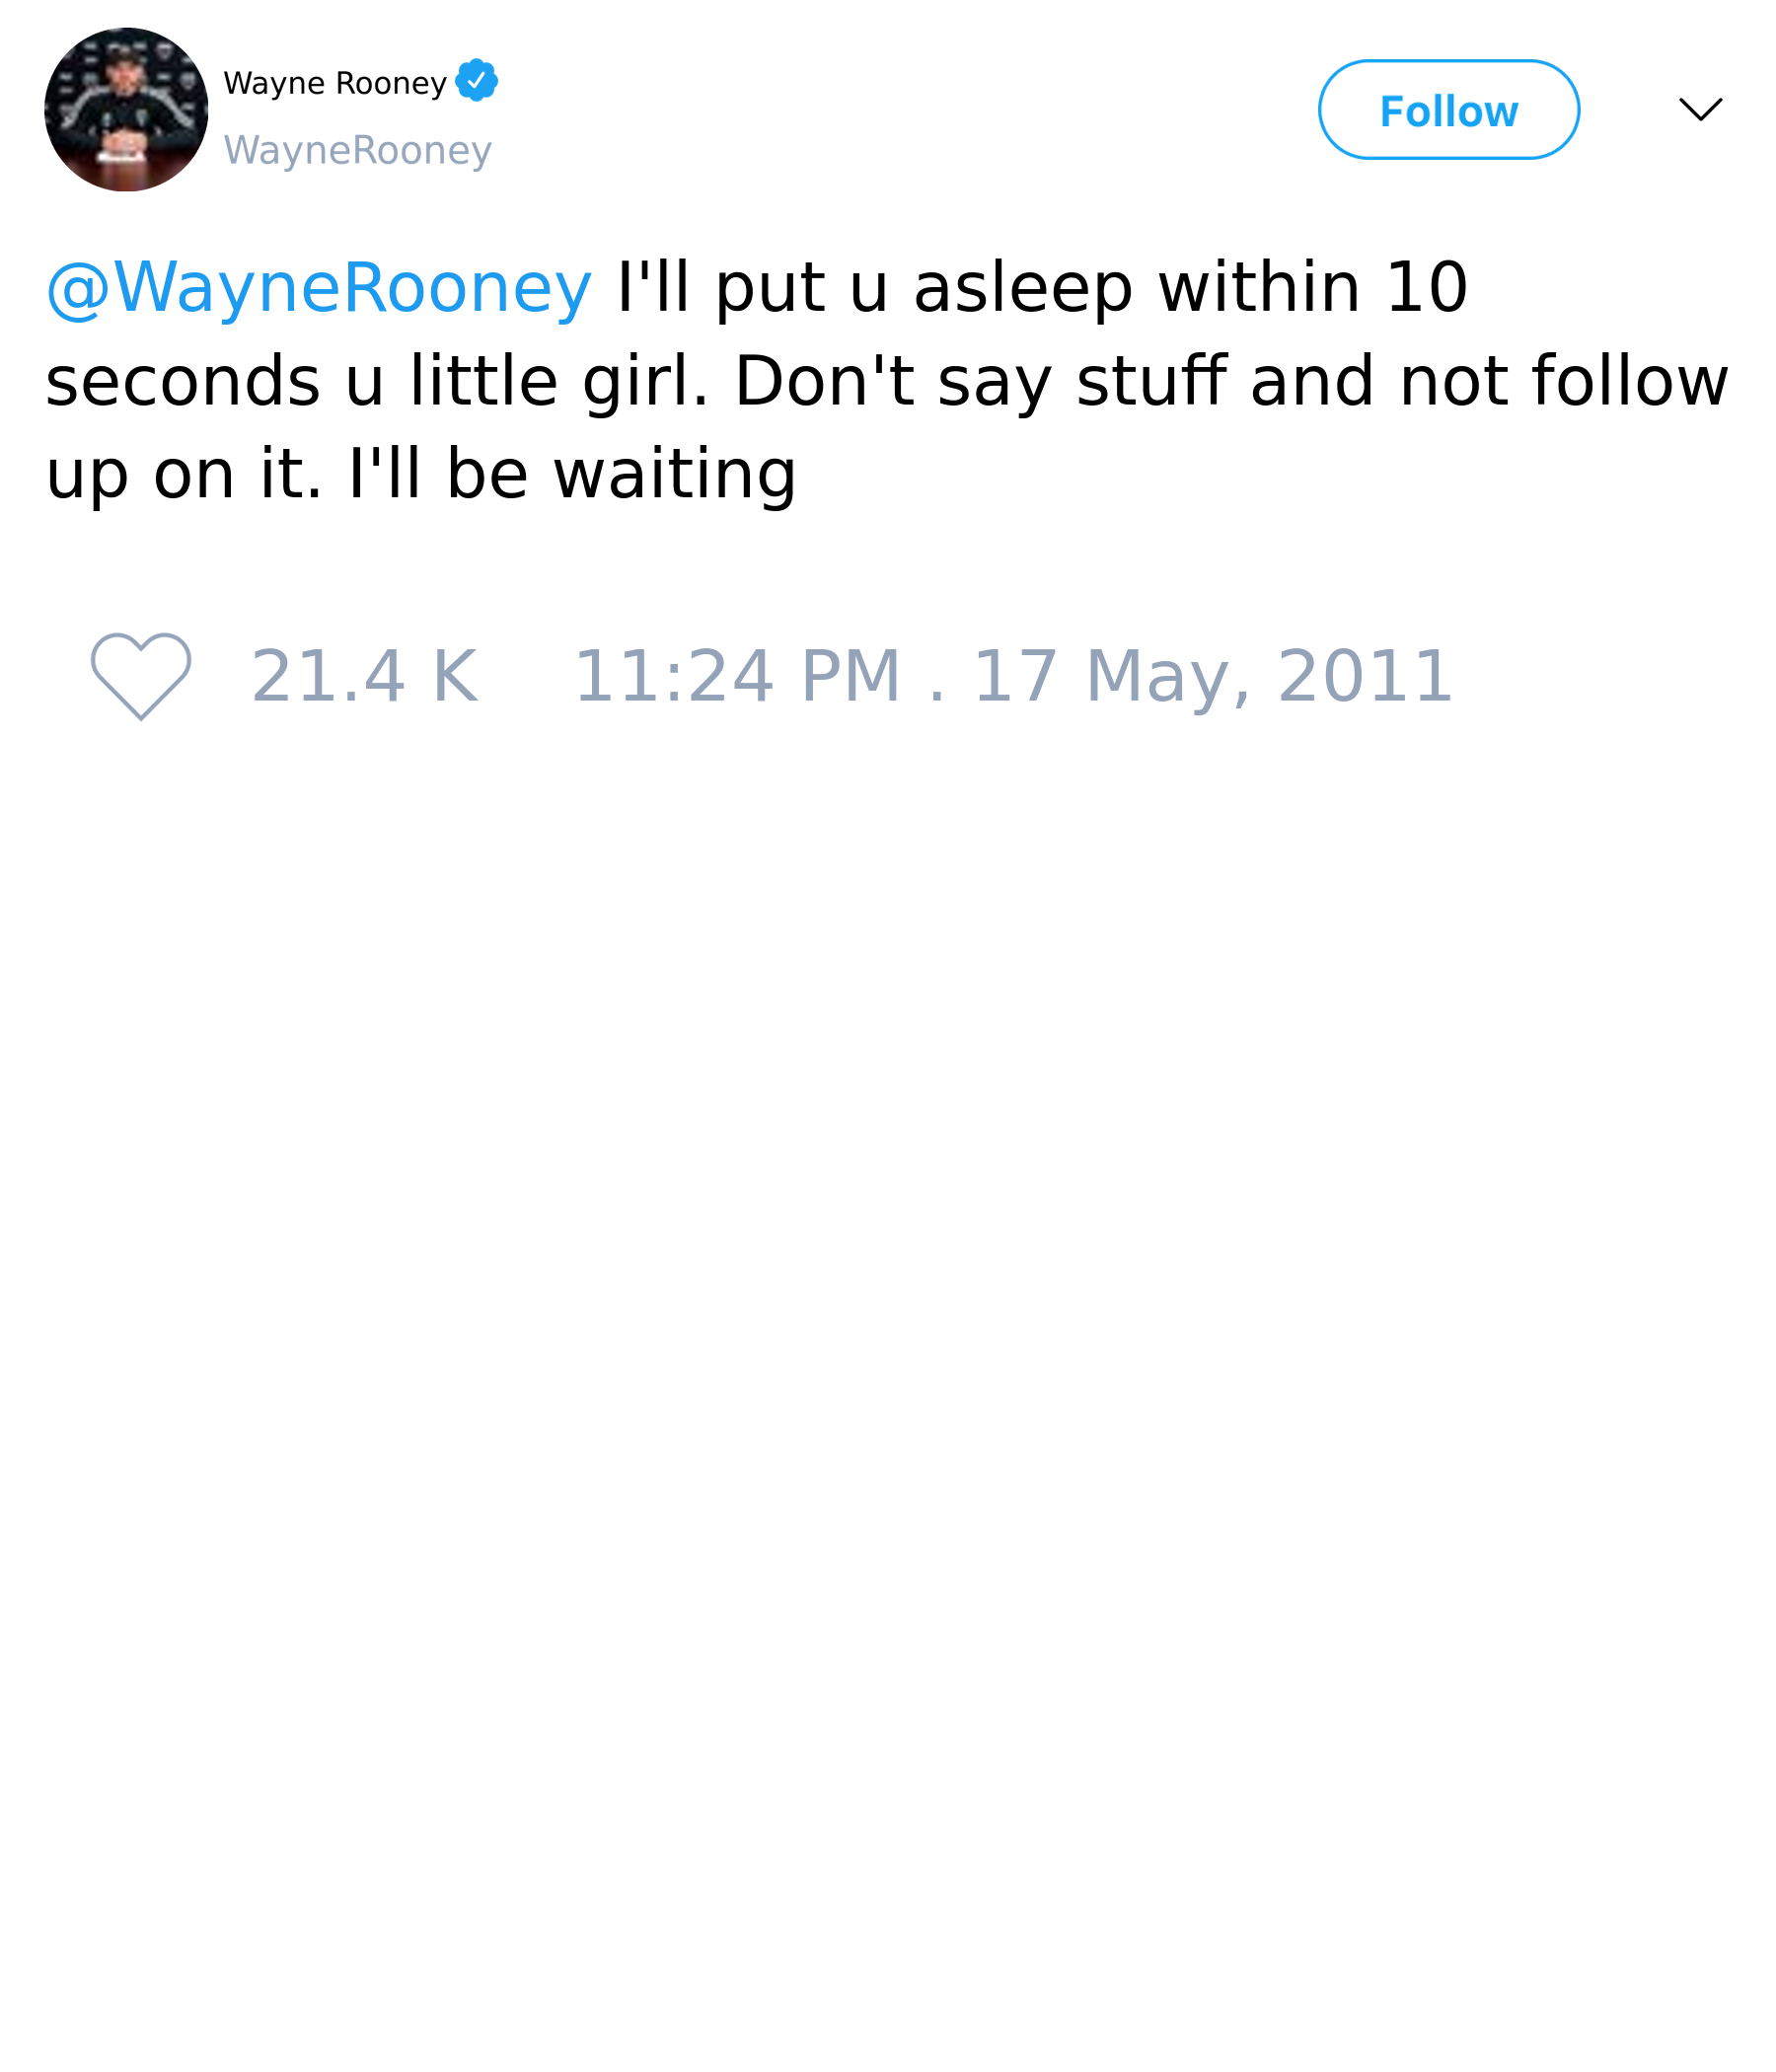 Wayne Rooney
WayneRooney
Follow
@WayneRooney I'll put u asleep within 10
seconds u little girl. Don't say stuff and not follow
up on it. I'll be waiting
21.4 K 11:24 PM . 17 May, 2011